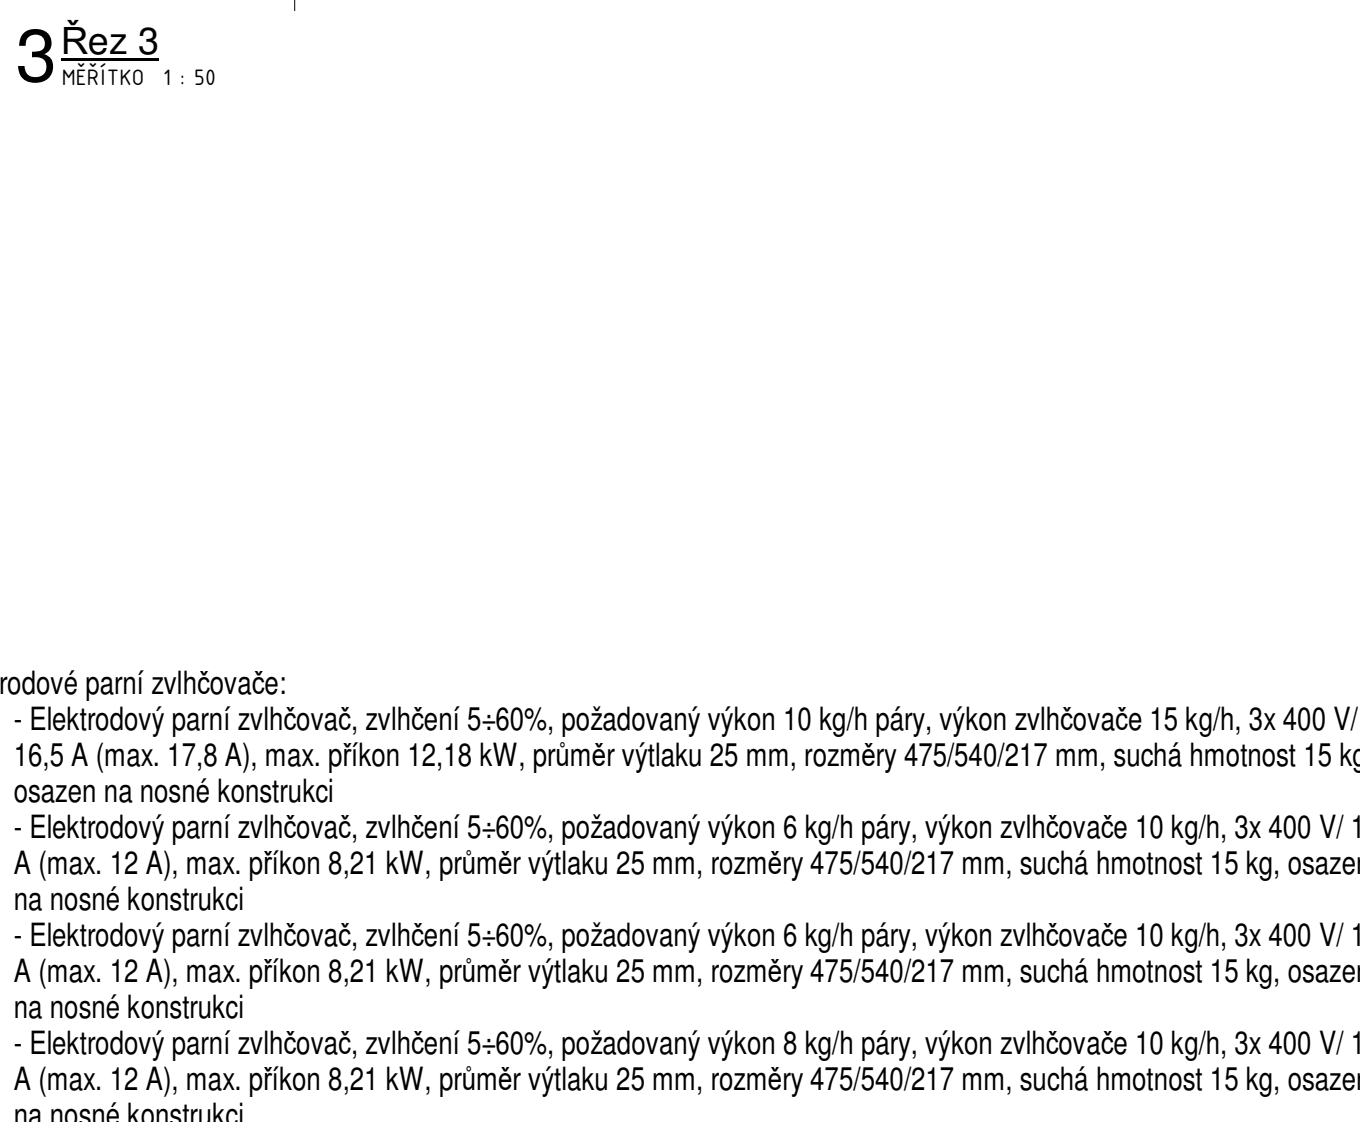 3 Řez 3
MĚŘÍTKO 1 : 50
rodové parní zvlhčovače:
- Elektrodový parní zvlhčovač, zvlhčení 5÷60%, požadovaný výkon 10 kg/h páry, výkon zvlhčovače 15 kg/h, 3x 400 V/
16,5 A (max. 17,8 A), max. příkon 12,18 kW, průměr výtlaku 25 mm, rozměry 475/540/217 mm, suchá hmotnost 15 kg
osazen na nosné konstrukci
- Elektrodový parní zvlhčovač, zvlhčení 5÷60%, požadovaný výkon 6 kg/h páry, výkon zvlhčovače 10 kg/h, 3x 400 V/ 1
A (max. 12 A), max. příkon 8,21 kW, průměr výtlaku 25 mm, rozměry 475/540/217 mm, suchá hmotnost 15 kg, osazen
na nosné konstrukci
- Elektrodový parní zvlhčovač, zvlhčení 5÷60%, požadovaný výkon 6 kg/h páry, výkon zvlhčovače 10 kg/h, 3x 400 V/ 1
A (max. 12 A), max. příkon 8,21 kW, průměr výtlaku 25 mm, rozměry 475/540/217 mm, suchá hmotnost 15 kg, osazen
na nosné konstrukci
- Elektrodový parní zvlhčovač, zvlhčení 5÷60%, požadovaný výkon 8 kg/h páry, výkon zvlhčovače 10 kg/h, 3x 400 V/ 1
A (max. 12 A), max. příkon 8,21 kW, průměr výtlaku 25 mm, rozměry 475/540/217 mm, suchá hmotnost 15 kg, osazen
na nosné konstrukci